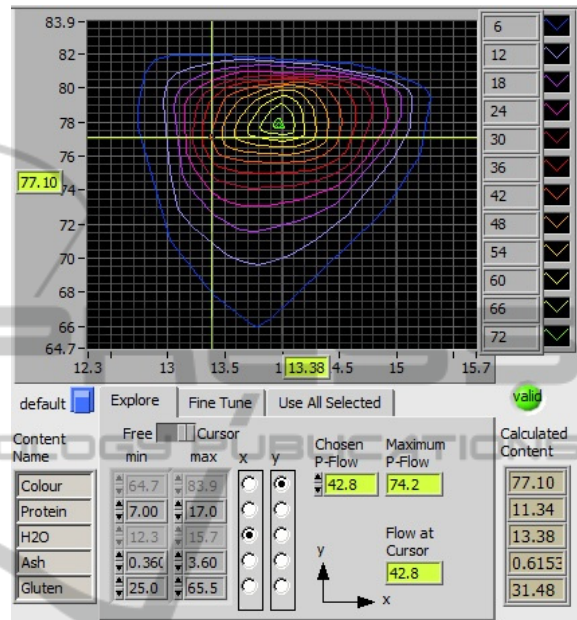 83.9
82
80
78
76
77.10
74
72
70
68
66
64.7
12.3 13 13.5 13.38 4.5 15 15.7
6
12
18
24
30
36
42
48
54
60
66
72
default Explore Fine Tune Use All Selected valid
Content Name
Free Cursor
min max x y
Chosen P-Flow
Maximum P-Flow
Calculated Content
Colour 64.7 83.9 42.8 74.2 77.10
Protein 7.00 17.0 11.34
H2O 12.3 15.7 13.38
Flow at Cursor
Ash 0.360 3.60 42.8 0.6153
Gluten 25.0 65.5 31.48
y
x
PUBLICATIONS